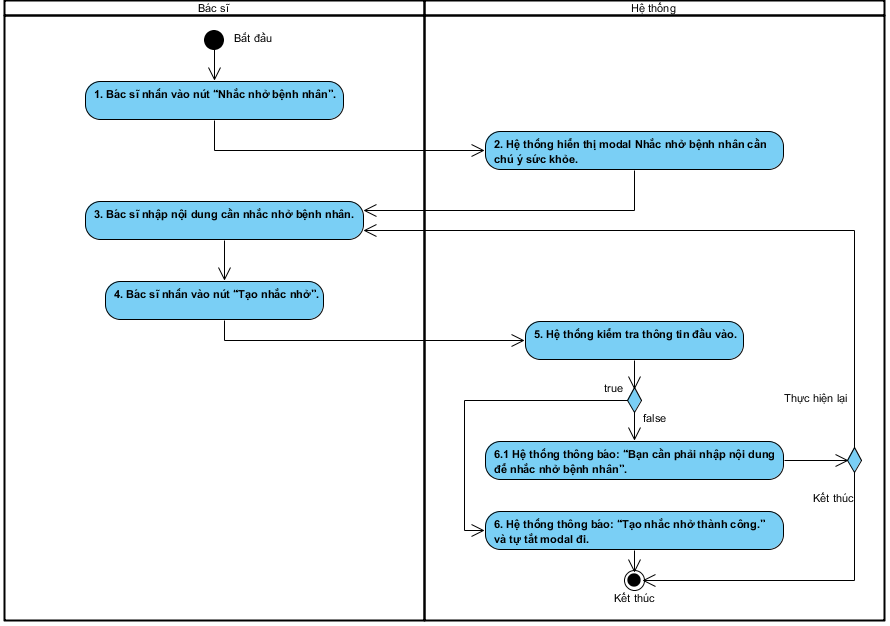 Bác sĩ
Hệ thống
Bắt đầu
1. Bác sĩ nhấn vào nút “Nhắc nhở bệnh nhân”.
2. Hệ thống hiển thị modal Nhắc nhở bệnh nhân cần
chú ý sức khỏe.
3. Bác sĩ nhập nội dung cần nhắc nhở bệnh nhân.
4. Bác sĩ nhấn vào nút “Tạo nhắc nhở”.
5. Hệ thống kiểm tra thông tin đầu vào.
true
false
Thực hiện lại
6.1 Hệ thống thông báo: “Bạn cần phải nhập nội dung
để nhắc nhở bệnh nhân”.
Kết thúc
6. Hệ thống thông báo: “Tạo nhắc nhở thành công.”
và tự tắt modal đi.
Kết thúc